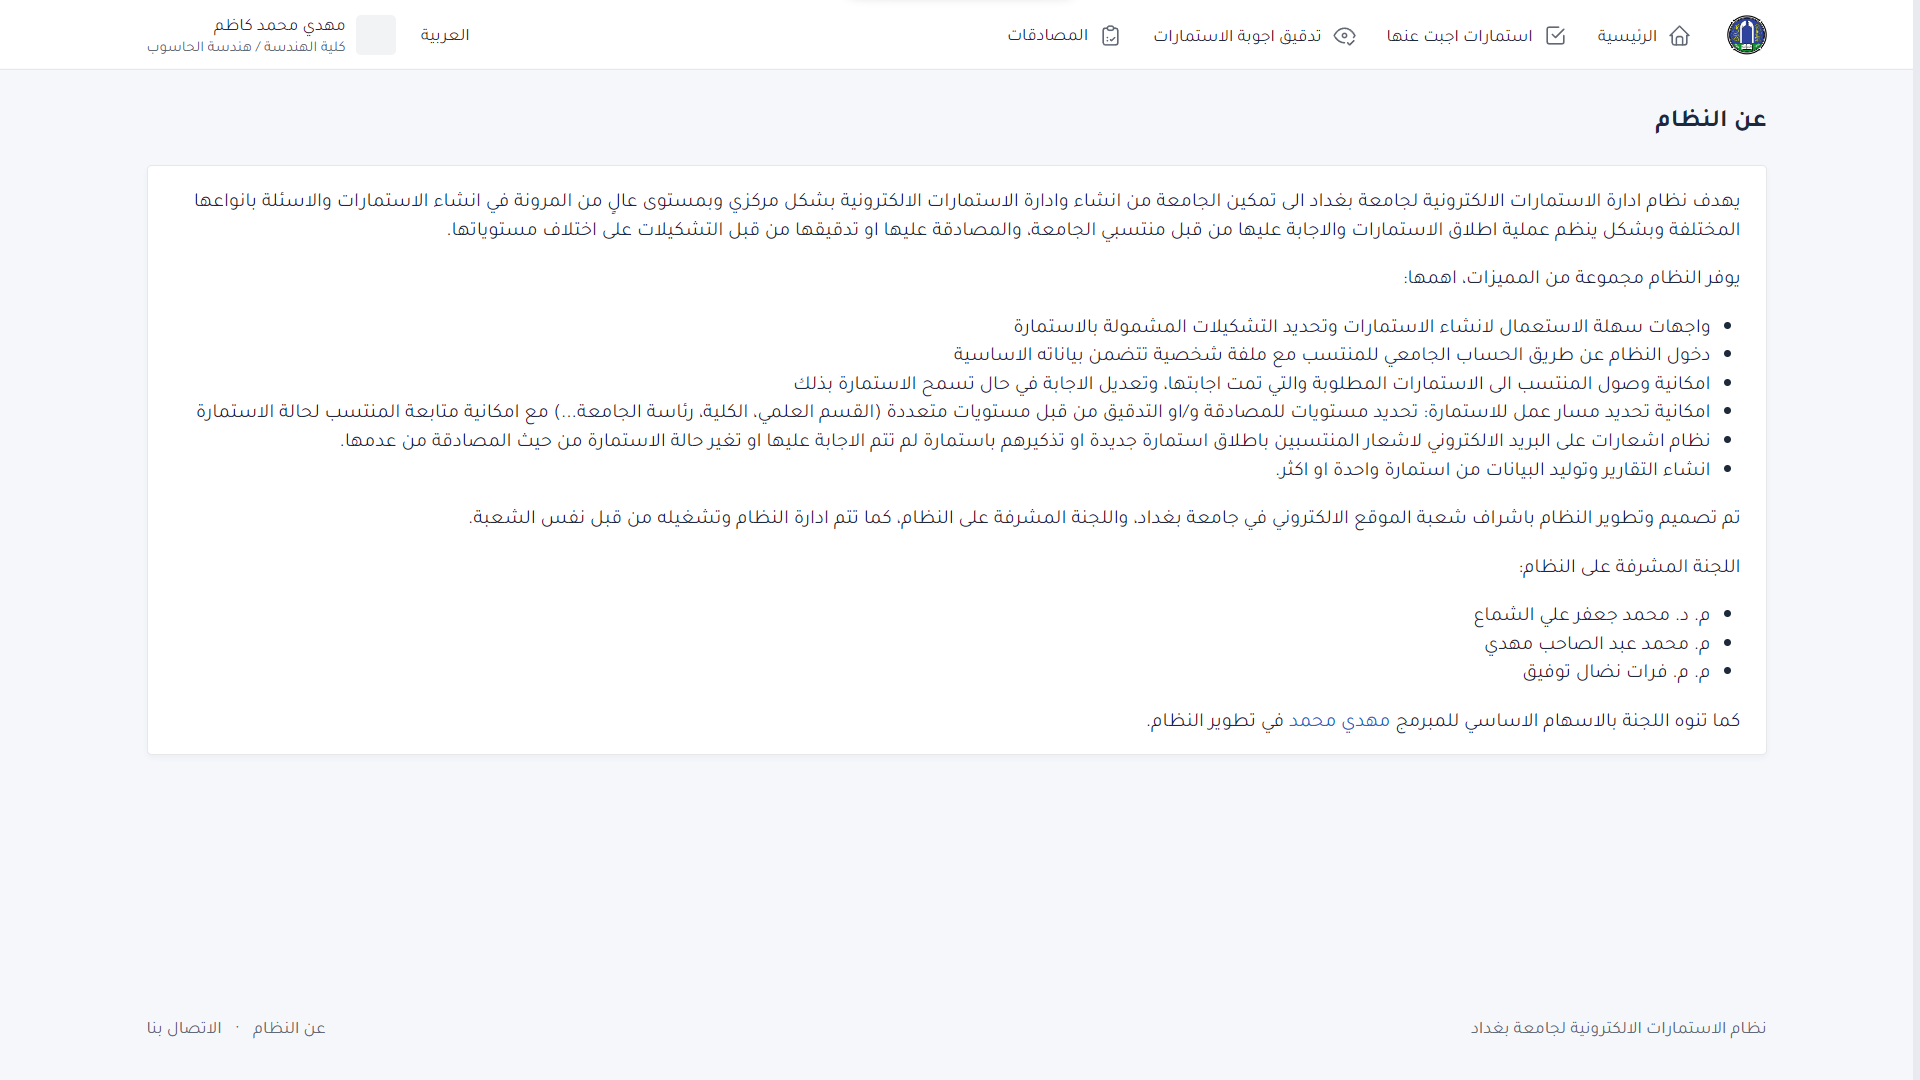 الرئيسية
استمارات اجبت عنها
تدقيق اجوبة الاستمارات
المصادقات
العربية
مهدي محمد كاظم
كلية الهندسة / هندسة الحاسوب
عن النظام
يهدف نظام ادارة الاستمارات الالكترونية لجامعة بغداد الى تمكين الجامعة من انشاء وادارة الاستمارات الالكترونية بشكل مركزي وبمستوى عالٍ من المرونة في انشاء الاستمارات والاسئلة بانواعها
المختلفة وبشكل ينظم عملية اطلاق الاستمارات والاجابة عليها من قبل منتسبي الجامعة، والمصادقة عليها او تدقيقها من قبل التشكيلات على اختلاف مستوياتها.
يوفر النظام مجموعة من المميزات، اهمها:
• واجهات سهلة الاستعمال لانشاء الاستمارات وتحديد التشكيلات المشمولة بالاستمارة
• دخول النظام عن طريق الحساب الجامعي للمنتسب مع ملفة شخصية تتضمن بياناته الاساسية
• امكانية وصول المنتسب الى الاستمارات المطلوبة والتي تمت اجابتها، وتعديل الاجابة في حال تسمح الاستمارة بذلك
• امكانية تحديد مسار عمل للاستمارة: تحديد مستويات للمصادقة و/او التدقيق من قبل مستويات متعددة (القسم العلمي، الكلية، رئاسة الجامعة...) مع امكانية متابعة المنتسب لحالة الاستمارة
• نظام اشعارات على البريد الالكتروني لاشعار المنتسبين باطلاق استمارة جديدة او تذكيرهم باستمارة لم تتم الاجابة عليها او تغير حالة الاستمارة من حيث المصادقة من عدمها.
• انشاء التقارير وتوليد البيانات من استمارة واحدة او اكثر.
تم تصميم وتطوير النظام باشراف شعبة الموقع الالكتروني في جامعة بغداد، واللجنة المشرفة على النظام، كما تتم ادارة النظام وتشغيله من قبل نفس الشعبة.
اللجنة المشرفة على النظام:
• م. د. محمد جعفر علي الشماع
• م. محمد عبد الصاحب مهدي
• م. م. فرات نضال توفيق
كما تنوه اللجنة بالاسهام الاساسي للمبرمج مهدي محمد في تطوير النظام.
نظام الاستمارات الالكترونية لجامعة بغداد
عن النظام · الاتصال بنا